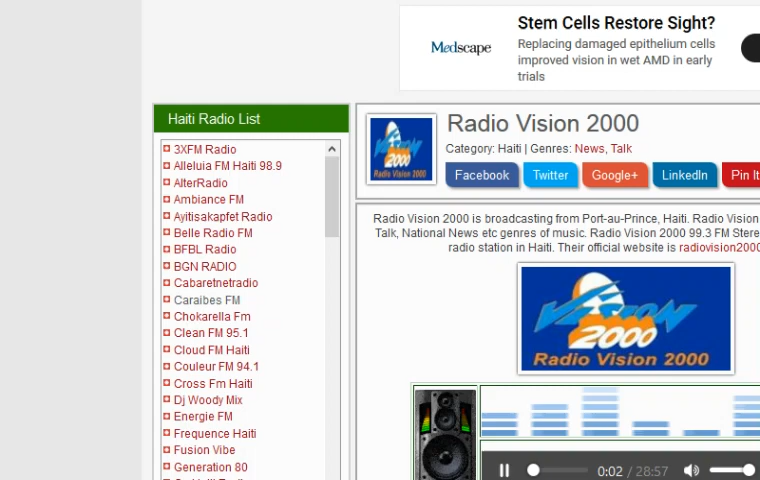 Stem Cells Restore Sight?
Medscape
Replacing damaged epithelium cells
improved vision in wet AMD in early
trials
Haiti Radio List
3XFM Radio
Alleluia FM Haiti 98.9
AlterRadio
Ambiance FM
Ayitisakapfet Radio
Belle Radio FM
BFBL Radio
BGN RADIO
Cabaretnetradio
Caraibes FM
Chokarella Fm
Clean FM 95.1
Cloud FM Haiti
Couleur FM 94.1
Cross Fm Haiti
Dj Woody Mix
Energie FM
Frequence Haiti
Fusion Vibe
Generation 80
VISION
2000
Radio Vision 2000
Radio Vision 2000
Category: Haiti | Genres: News, Talk
Facebook Twitter Google+ LinkedIn Pin It
Radio Vision 2000 is broadcasting from Port-au-Prince, Haiti. Radio Vision
Talk, National News etc genres of music. Radio Vision 2000 99.3 FM Stere
radio station in Haiti. Their official website is radiovision2000
VISION
2000
Radio Vision 2000
0:02 / 28:57